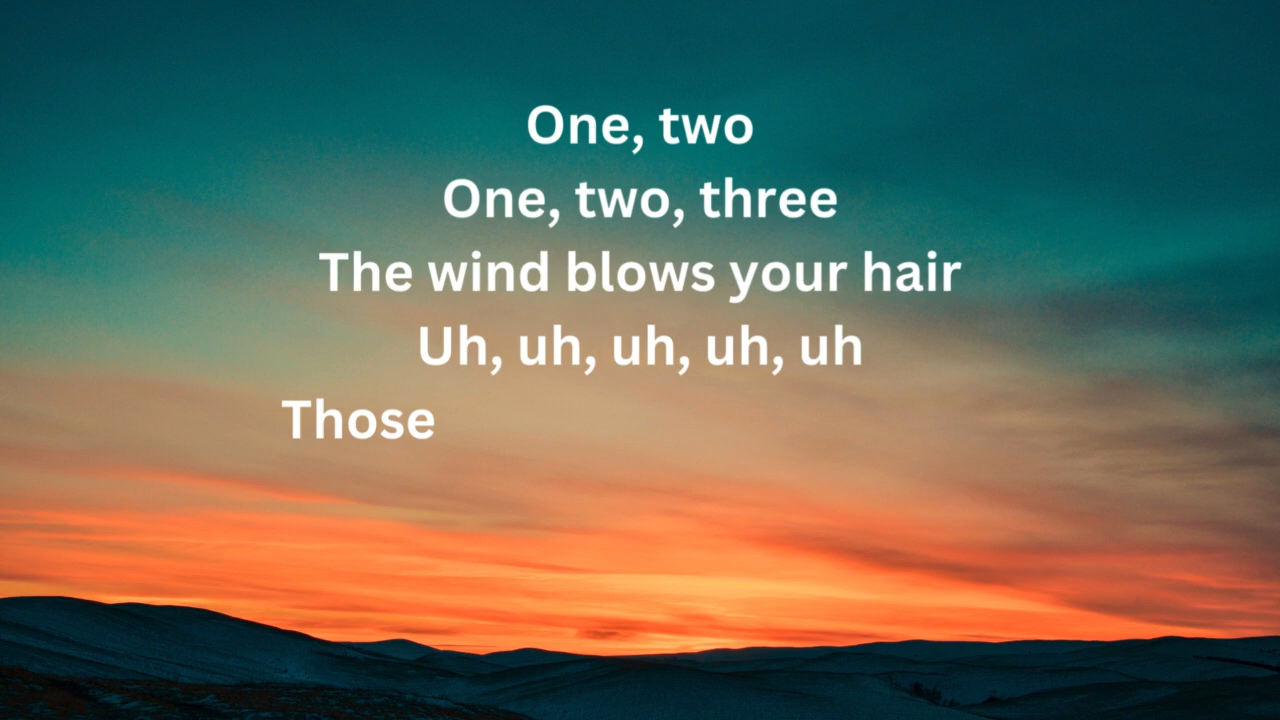 One, two
One, two, three
The wind blows your hair
Uh, uh, uh, uh, uh
Those